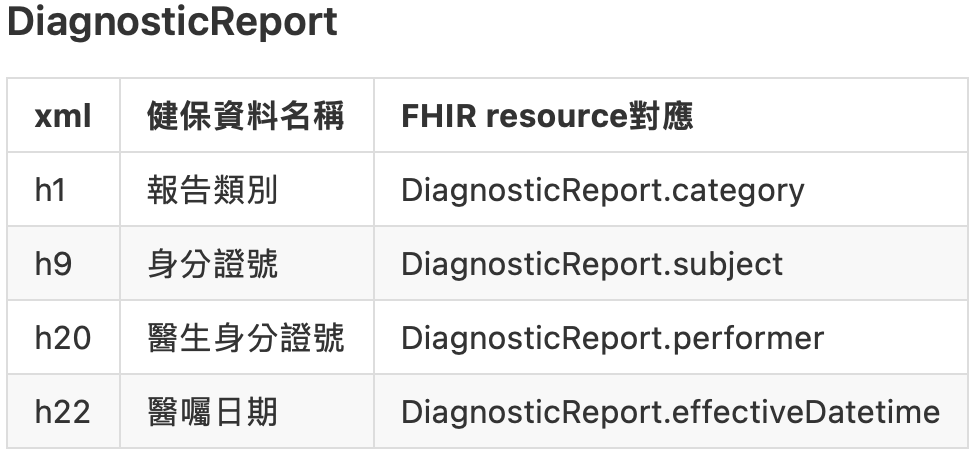 DiagnosticReport
xml 健保資料名稱 FHIR resource對應
h1 報告類別 DiagnosticReport.category
h9 身分證號 DiagnosticReport.subject
h20 醫生身分證號 DiagnosticReport.performer
h22 醫囑日期 DiagnosticReport.effectiveDatetime